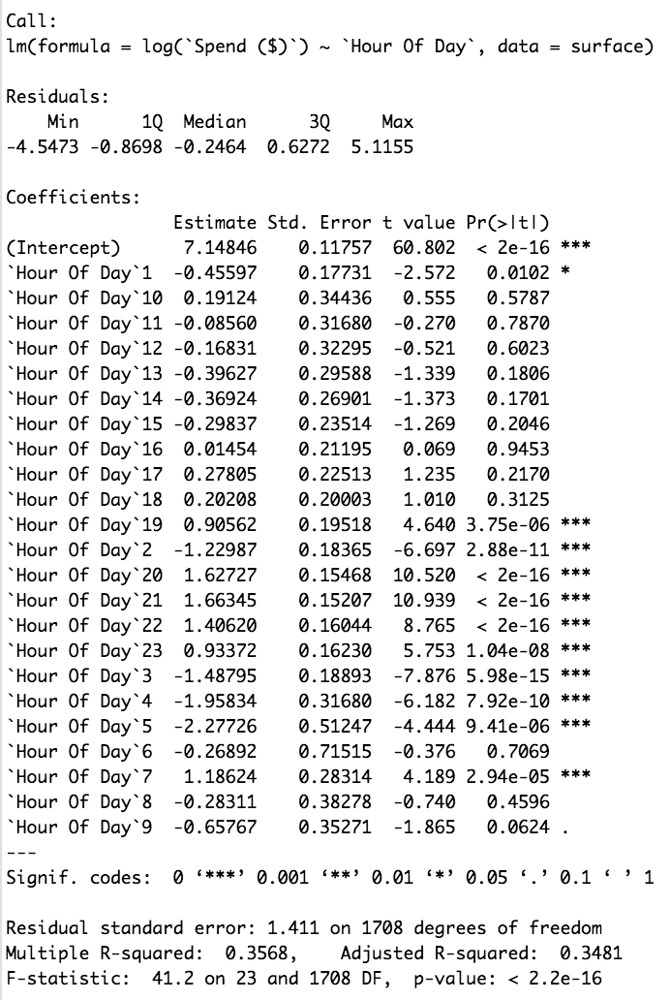 Call:
lm(formula = log(`Spend ($)`) ~ `Hour Of Day`, data = surface)

Residuals:
    Min      1Q  Median      3Q     Max
-4.5473 -0.8698 -0.2464  0.6272  5.1155

Coefficients:
                Estimate Std. Error t value Pr(>|t|)
(Intercept)      7.14846    0.11757  60.802  < 2e-16 ***
`Hour Of Day`1  -0.45597    0.17731  -2.572   0.0102 *
`Hour Of Day`10  0.19124    0.34436   0.555   0.5787
`Hour Of Day`11 -0.08560    0.31680  -0.270   0.7870
`Hour Of Day`12 -0.16831    0.32295  -0.521   0.6023
`Hour Of Day`13 -0.39627    0.29588  -1.339   0.1806
`Hour Of Day`14 -0.36924    0.26901  -1.373   0.1701
`Hour Of Day`15 -0.29837    0.23514  -1.269   0.2046
`Hour Of Day`16  0.01454    0.21195   0.069   0.9453
`Hour Of Day`17  0.27805    0.22513   1.235   0.2170
`Hour Of Day`18  0.20208    0.20003   1.010   0.3125
`Hour Of Day`19  0.90562    0.19518   4.640 3.75e-06 ***
`Hour Of Day`2  -1.22987    0.18365  -6.697 2.88e-11 ***
`Hour Of Day`20  1.62727    0.15468  10.520  < 2e-16 ***
`Hour Of Day`21  1.66345    0.15207  10.939  < 2e-16 ***
`Hour Of Day`22  1.40620    0.16044   8.765  < 2e-16 ***
`Hour Of Day`23  0.93372    0.16230   5.753 1.04e-08 ***
`Hour Of Day`3  -1.48795    0.18893  -7.876 5.98e-15 ***
`Hour Of Day`4  -1.95834    0.31680  -6.182 7.92e-10 ***
`Hour Of Day`5  -2.27726    0.51247  -4.444 9.41e-06 ***
`Hour Of Day`6  -0.26892    0.71515  -0.376   0.7069
`Hour Of Day`7   1.18624    0.28314   4.189 2.94e-05 ***
`Hour Of Day`8  -0.28311    0.38278  -0.740   0.4596
`Hour Of Day`9  -0.65767    0.35271  -1.865   0.0624 .
---
Signif. codes:  0 ‘***’ 0.001 ‘**’ 0.01 ‘*’ 0.05 ‘.’ 0.1 ‘ ’ 1

Residual standard error: 1.411 on 1708 degrees of freedom
Multiple R-squared:  0.3568,    Adjusted R-squared:  0.3481
F-statistic:  41.2 on 23 and 1708 DF,  p-value: < 2.2e-16